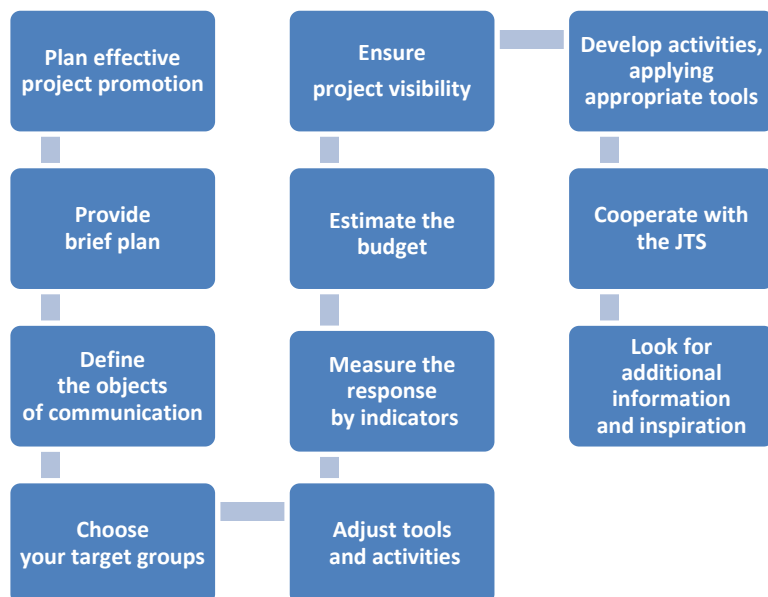 Plan effective
project promotion
Provide
brief plan
Define
the objects
of communication
Choose
your target groups
Adjust tools
and activities
Measure the
response
by indicators
Estimate the
budget
Ensure
project visibility
Develop activities,
applying
appropriate tools
Cooperate with
the JTS
Look for
additional
information
and inspiration